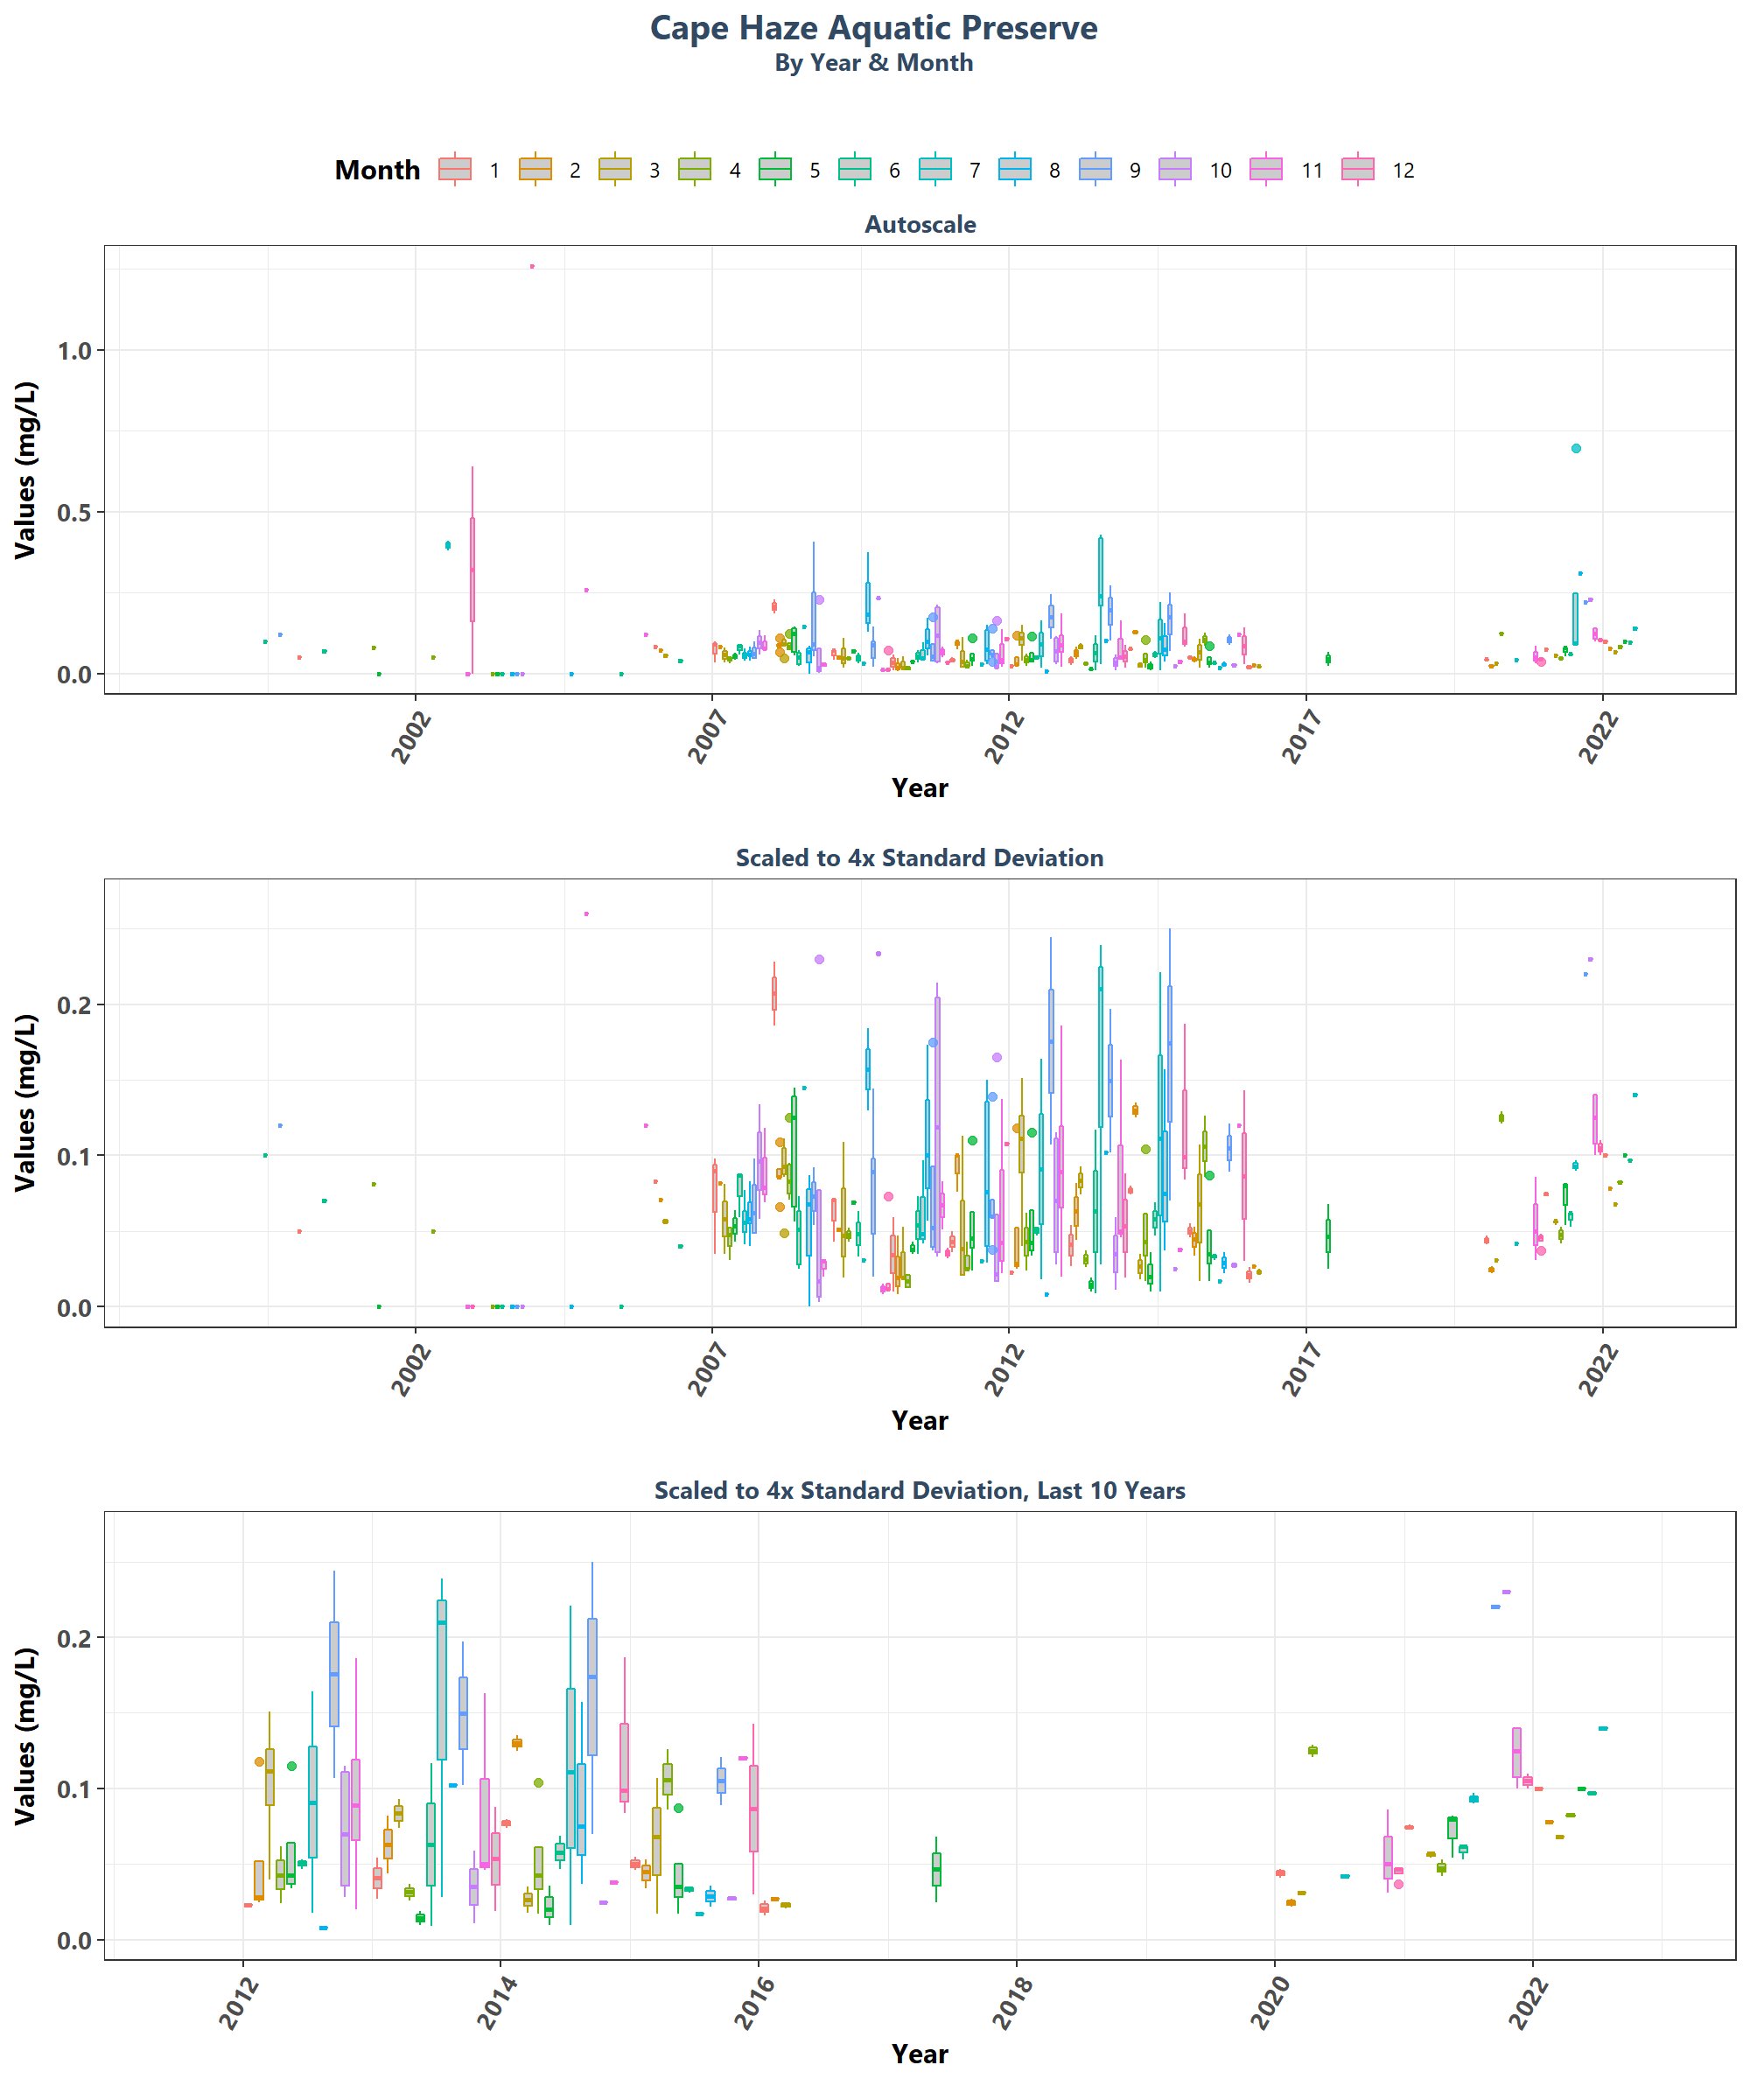 Cape Haze Aquatic Preserve
By Year & Month
Month 1 2 3 4 5 6 7 8 9 10 11 12
Autoscale
Values (mg/L)
1.0
0.5
0.0
2002 2007 2012 2017 2022
Year
Scaled to 4x Standard Deviation
Values (mg/L)
0.2
0.1
0.0
2002 2007 2012 2017 2022
Year
Scaled to 4x Standard Deviation, Last 10 Years
Values (mg/L)
0.2
0.1
0.0
2012 2014 2016 2018 2020 2022
Year